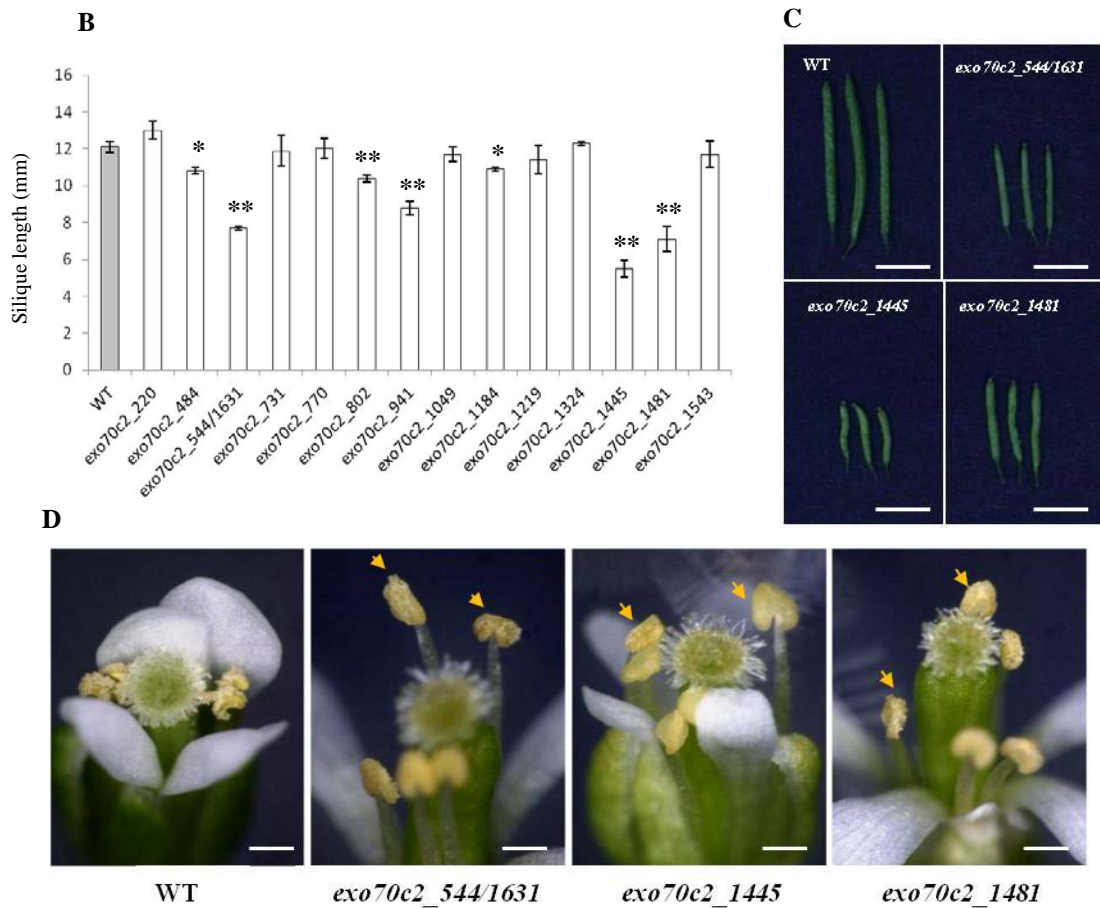 B
C
Silique length (mm)
16
14
12
10
8
6
4
2
0
*
**
**
**
*
**
**
WT
exo70c2_220
exo70c2_484
exo70c2_544/1631
exo70c2_731
exo70c2_770
exo70c2_802
exo70c2_941
exo70c2_1049
exo70c2_1184
exo70c2_1219
exo70c2_1324
exo70c2_1445
exo70c2_1481
exo70c2_1543
WT
exo70c2_544/1631
exo70c2_1445
exo70c2_1481
D
WT
exo70c2_544/1631
exo70c2_1445
exo70c2_1481